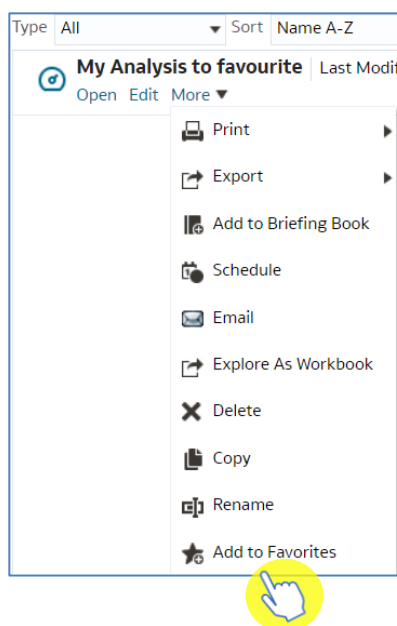 Type All Sort Name A-Z
My Analysis to favourite Last Modif
Open Edit More
Print
Export
Add to Briefing Book
Schedule
Email
Explore As Workbook
Delete
Copy
Rename
Add to Favorites